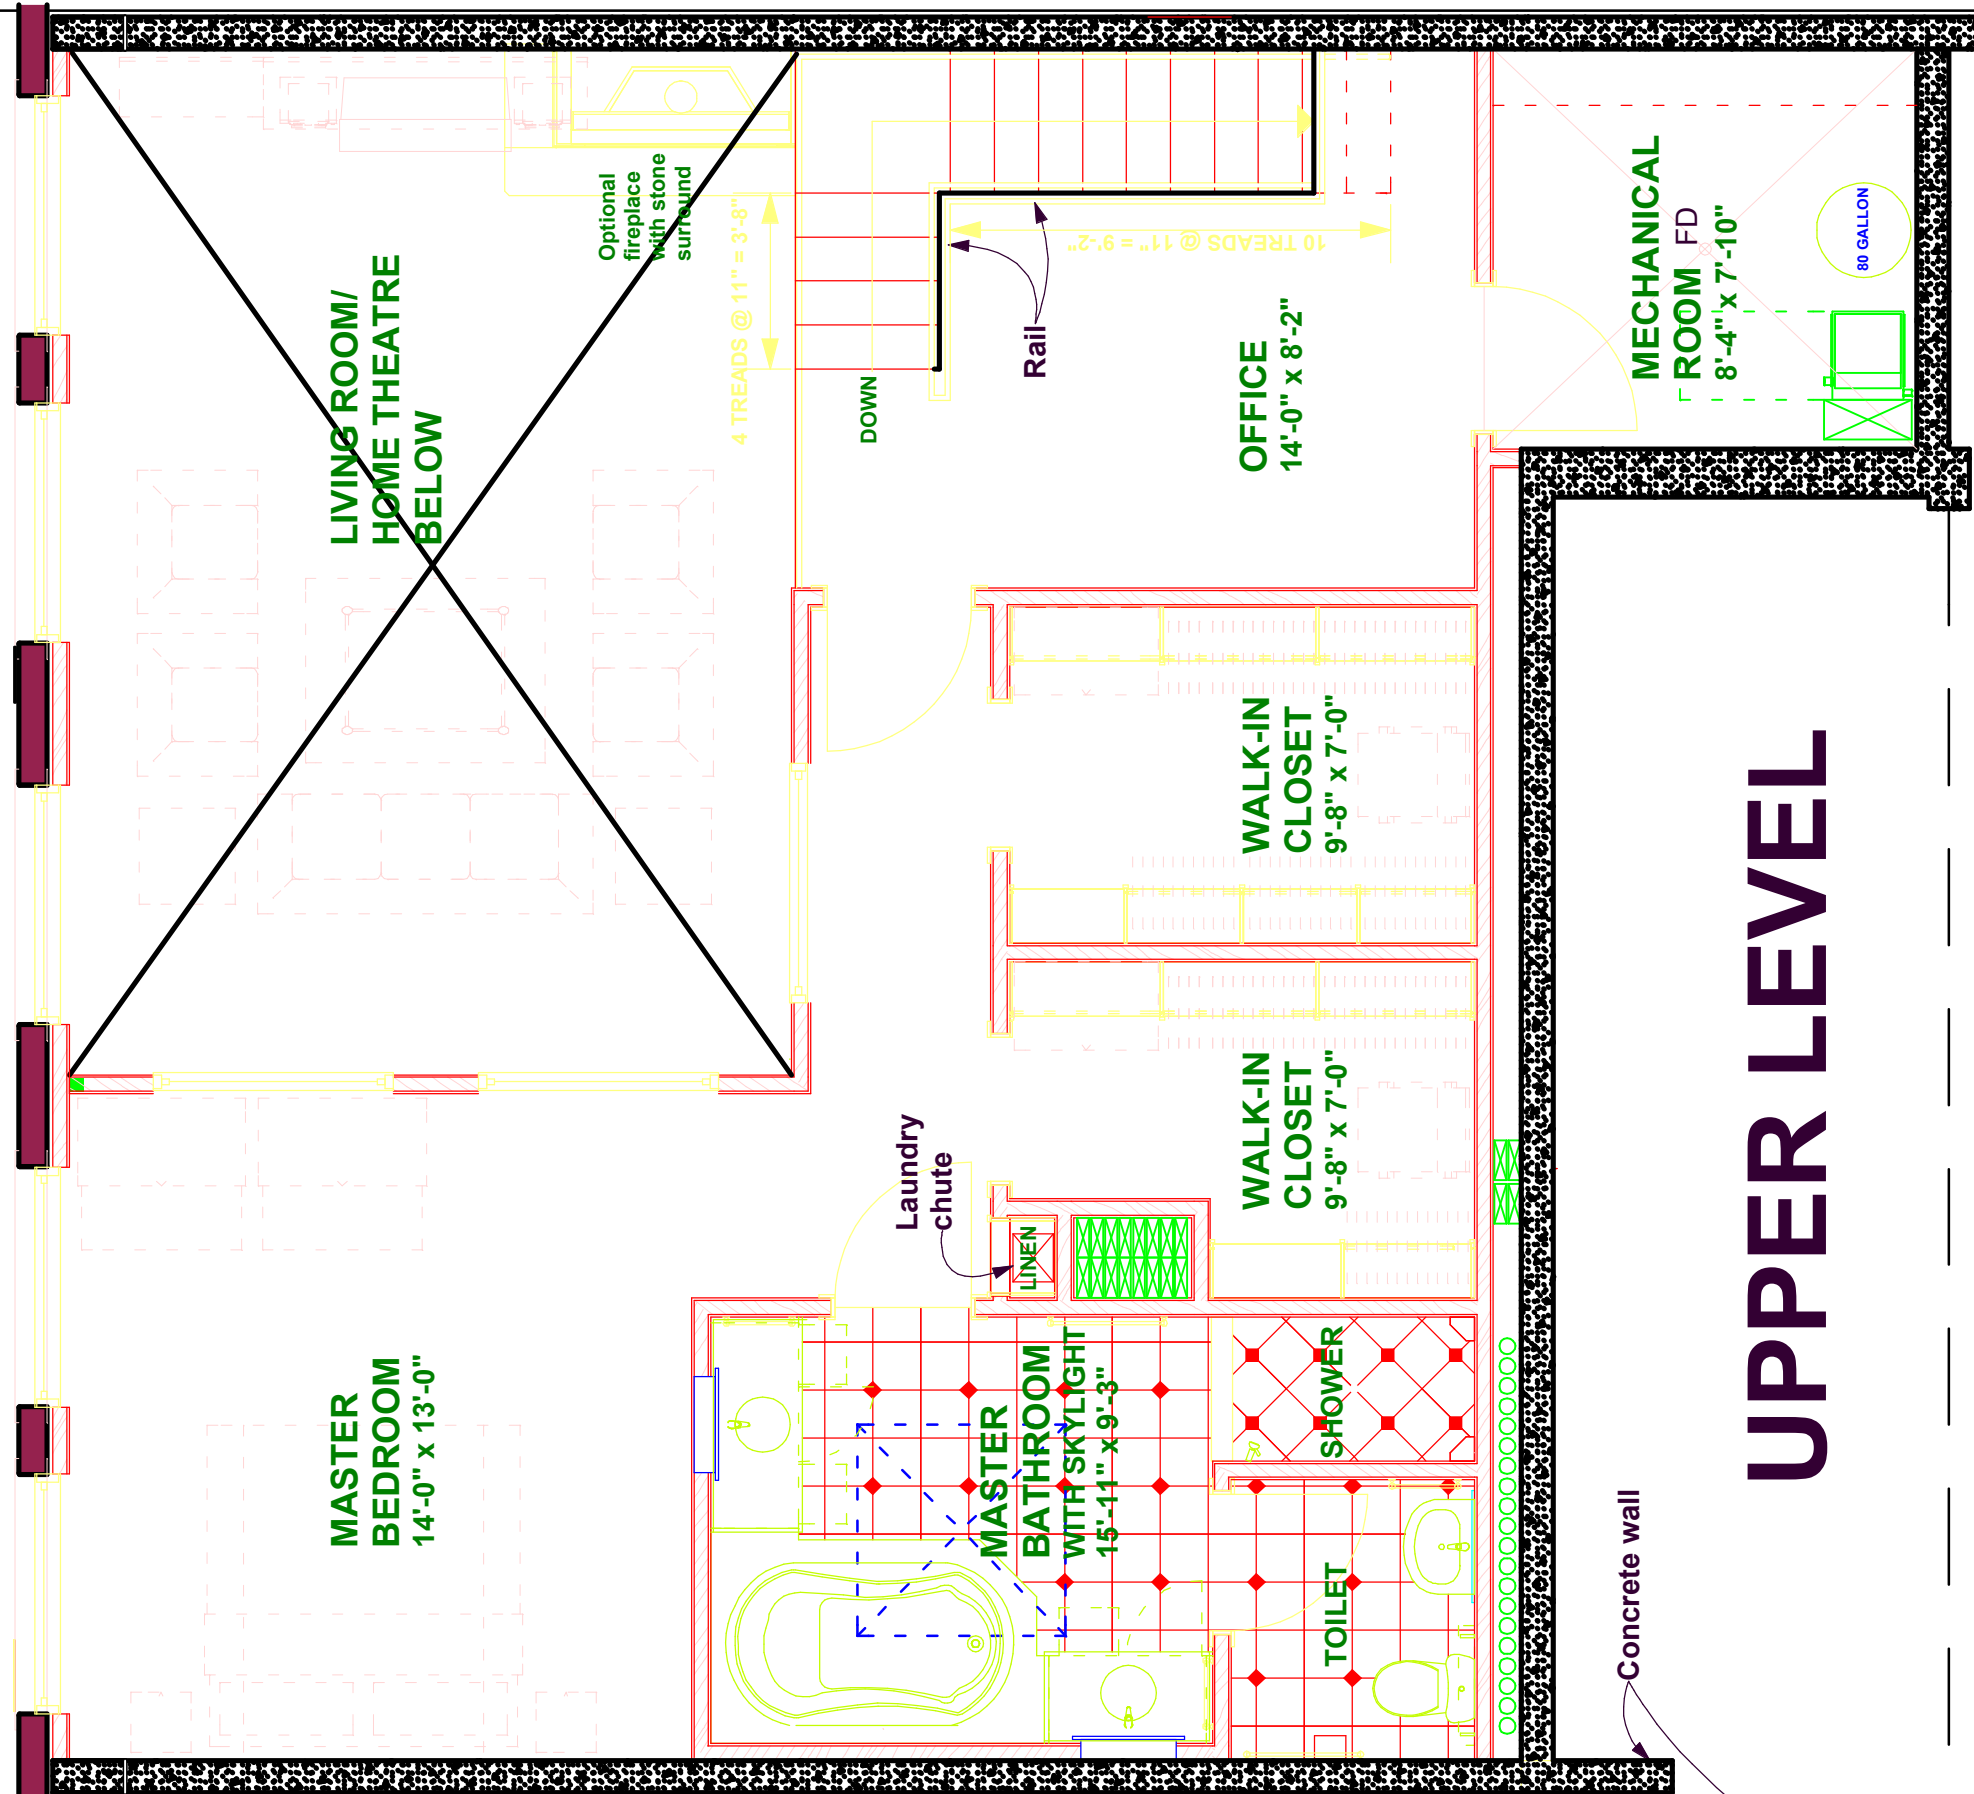 LIVING ROOM/
HOME THEATRE
BELOW
Optional
fireplace
with stone
surround
4 TREADS @ 11" = 3'-8"
DOWN
10 TREADS @ 11" = 9'-2"
Rail
OFFICE
14'-0" x 8'-2"
MECHANICAL
ROOM
FD
8'-4" x 7'-10"
80 GALLON
WALK-IN
CLOSET
9'-8" x 7'-0"
WALK-IN
CLOSET
9'-8" x 7'-0"
Laundry
chute
LINEN
MASTER
BEDROOM
14'-0" x 13'-0"
MASTER
BATHROOM
WITH SKYLIGHT
15'-11" x 9'-3"
SHOWER
TOILET
Concrete wall
UPPER LEVEL